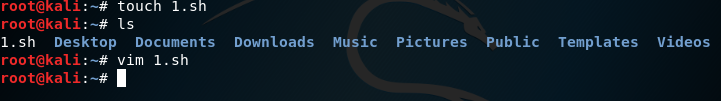 root@kali:~# touch 1.sh
root@kali:~# ls
1.sh  Desktop  Documents  Downloads  Music  Pictures  Public  Templates  Videos
root@kali:~# vim 1.sh
root@kali:~#